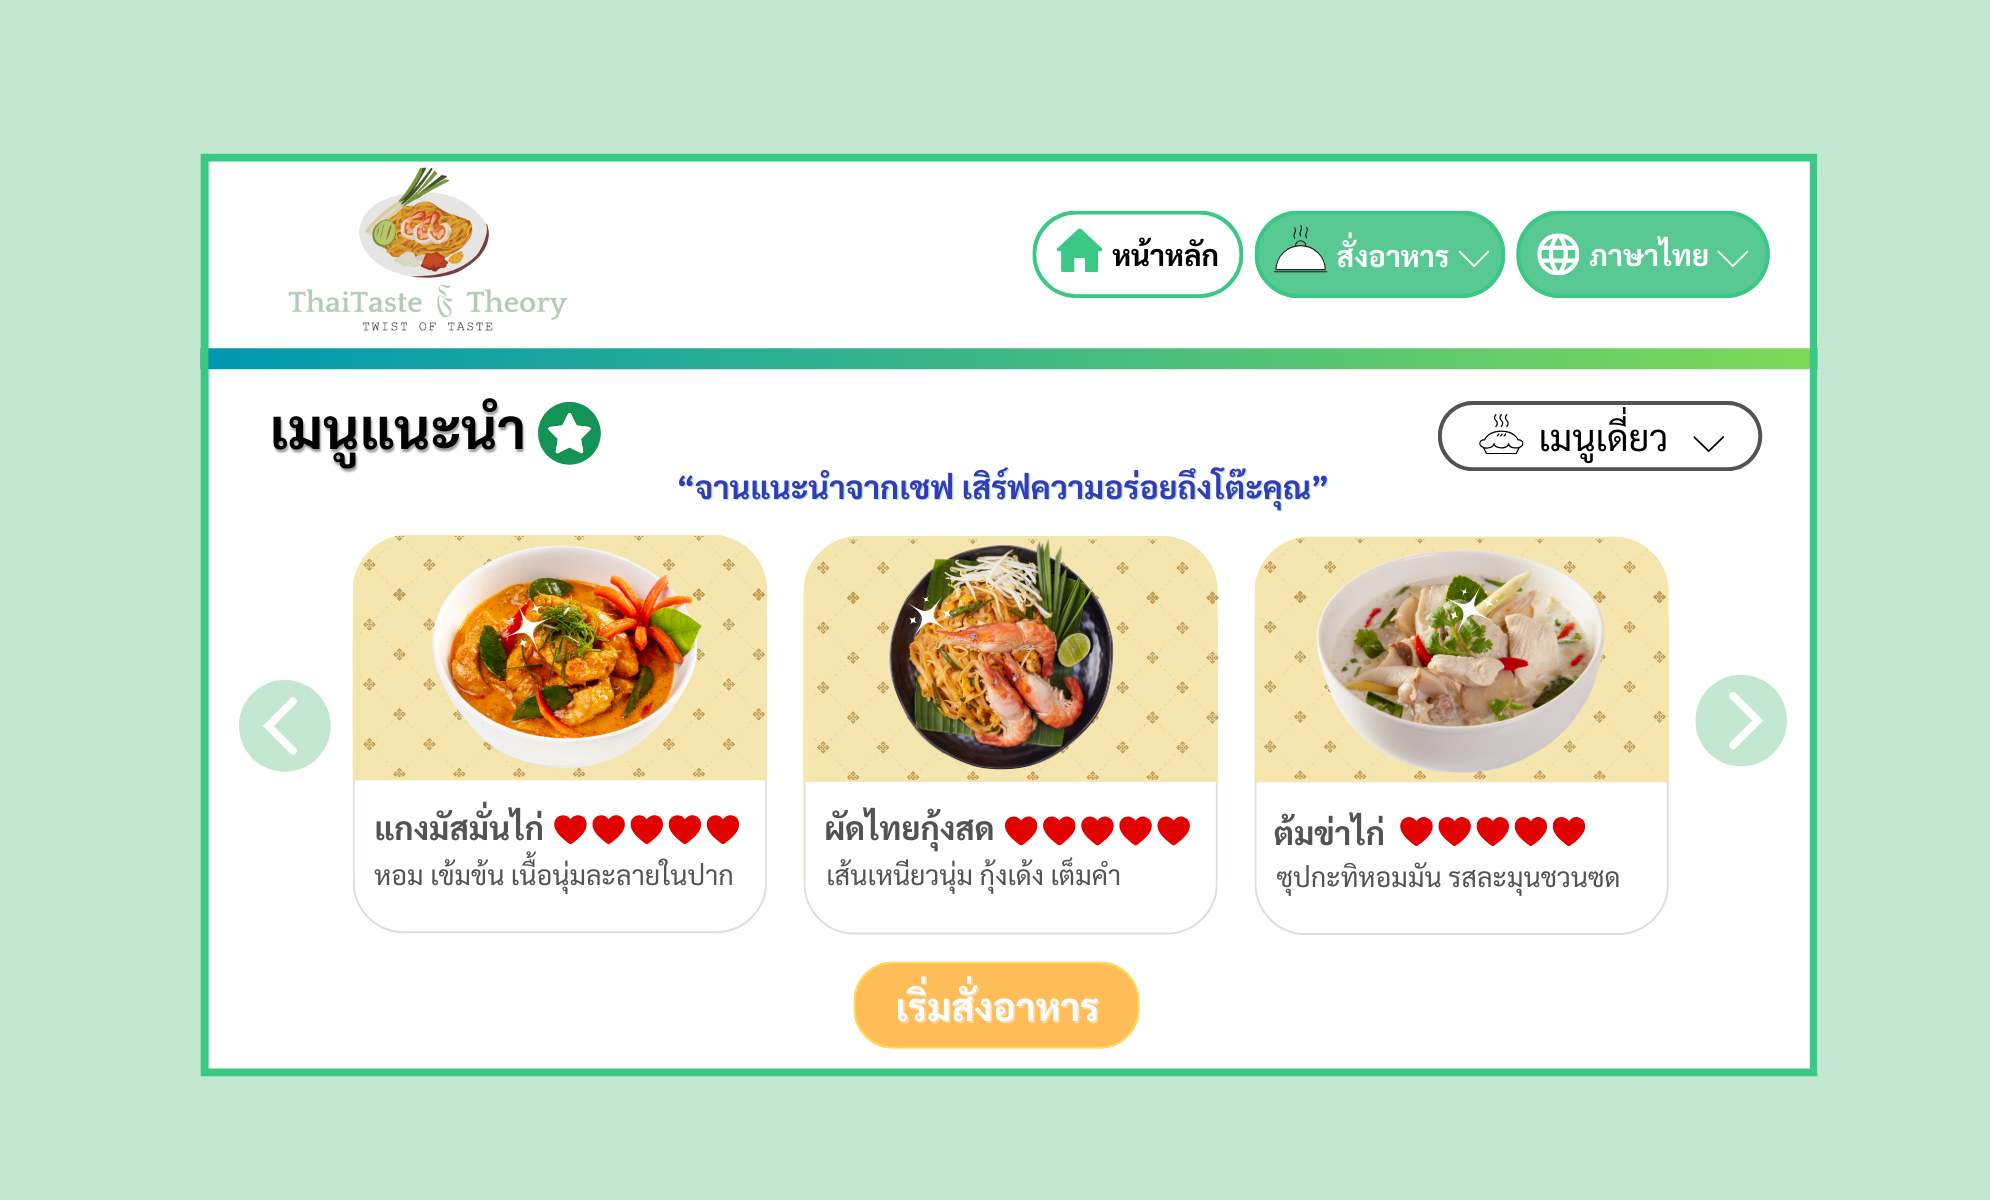 ThaiTaste & Theory
TWIST OF TASTE
หน้าหลัก
สั่งอาหาร
ภาษาไทย
เมนูแนะนำ
เมนูเดี่ยว
“จานแนะนำจากเชฟ เสิร์ฟความอร่อยถึงโต๊ะคุณ”
แกงมัสมั่นไก่
หอม เข้มข้น เนื้อนุ่มละลายในปาก
ผัดไทยกุ้งสด
เส้นเหนียวนุ่ม กุ้งเด้ง เต็มคำ
ต้มข่าไก่
ซุปกะทิหอมมัน รสละมุนชวนซด
เริ่มสั่งอาหาร